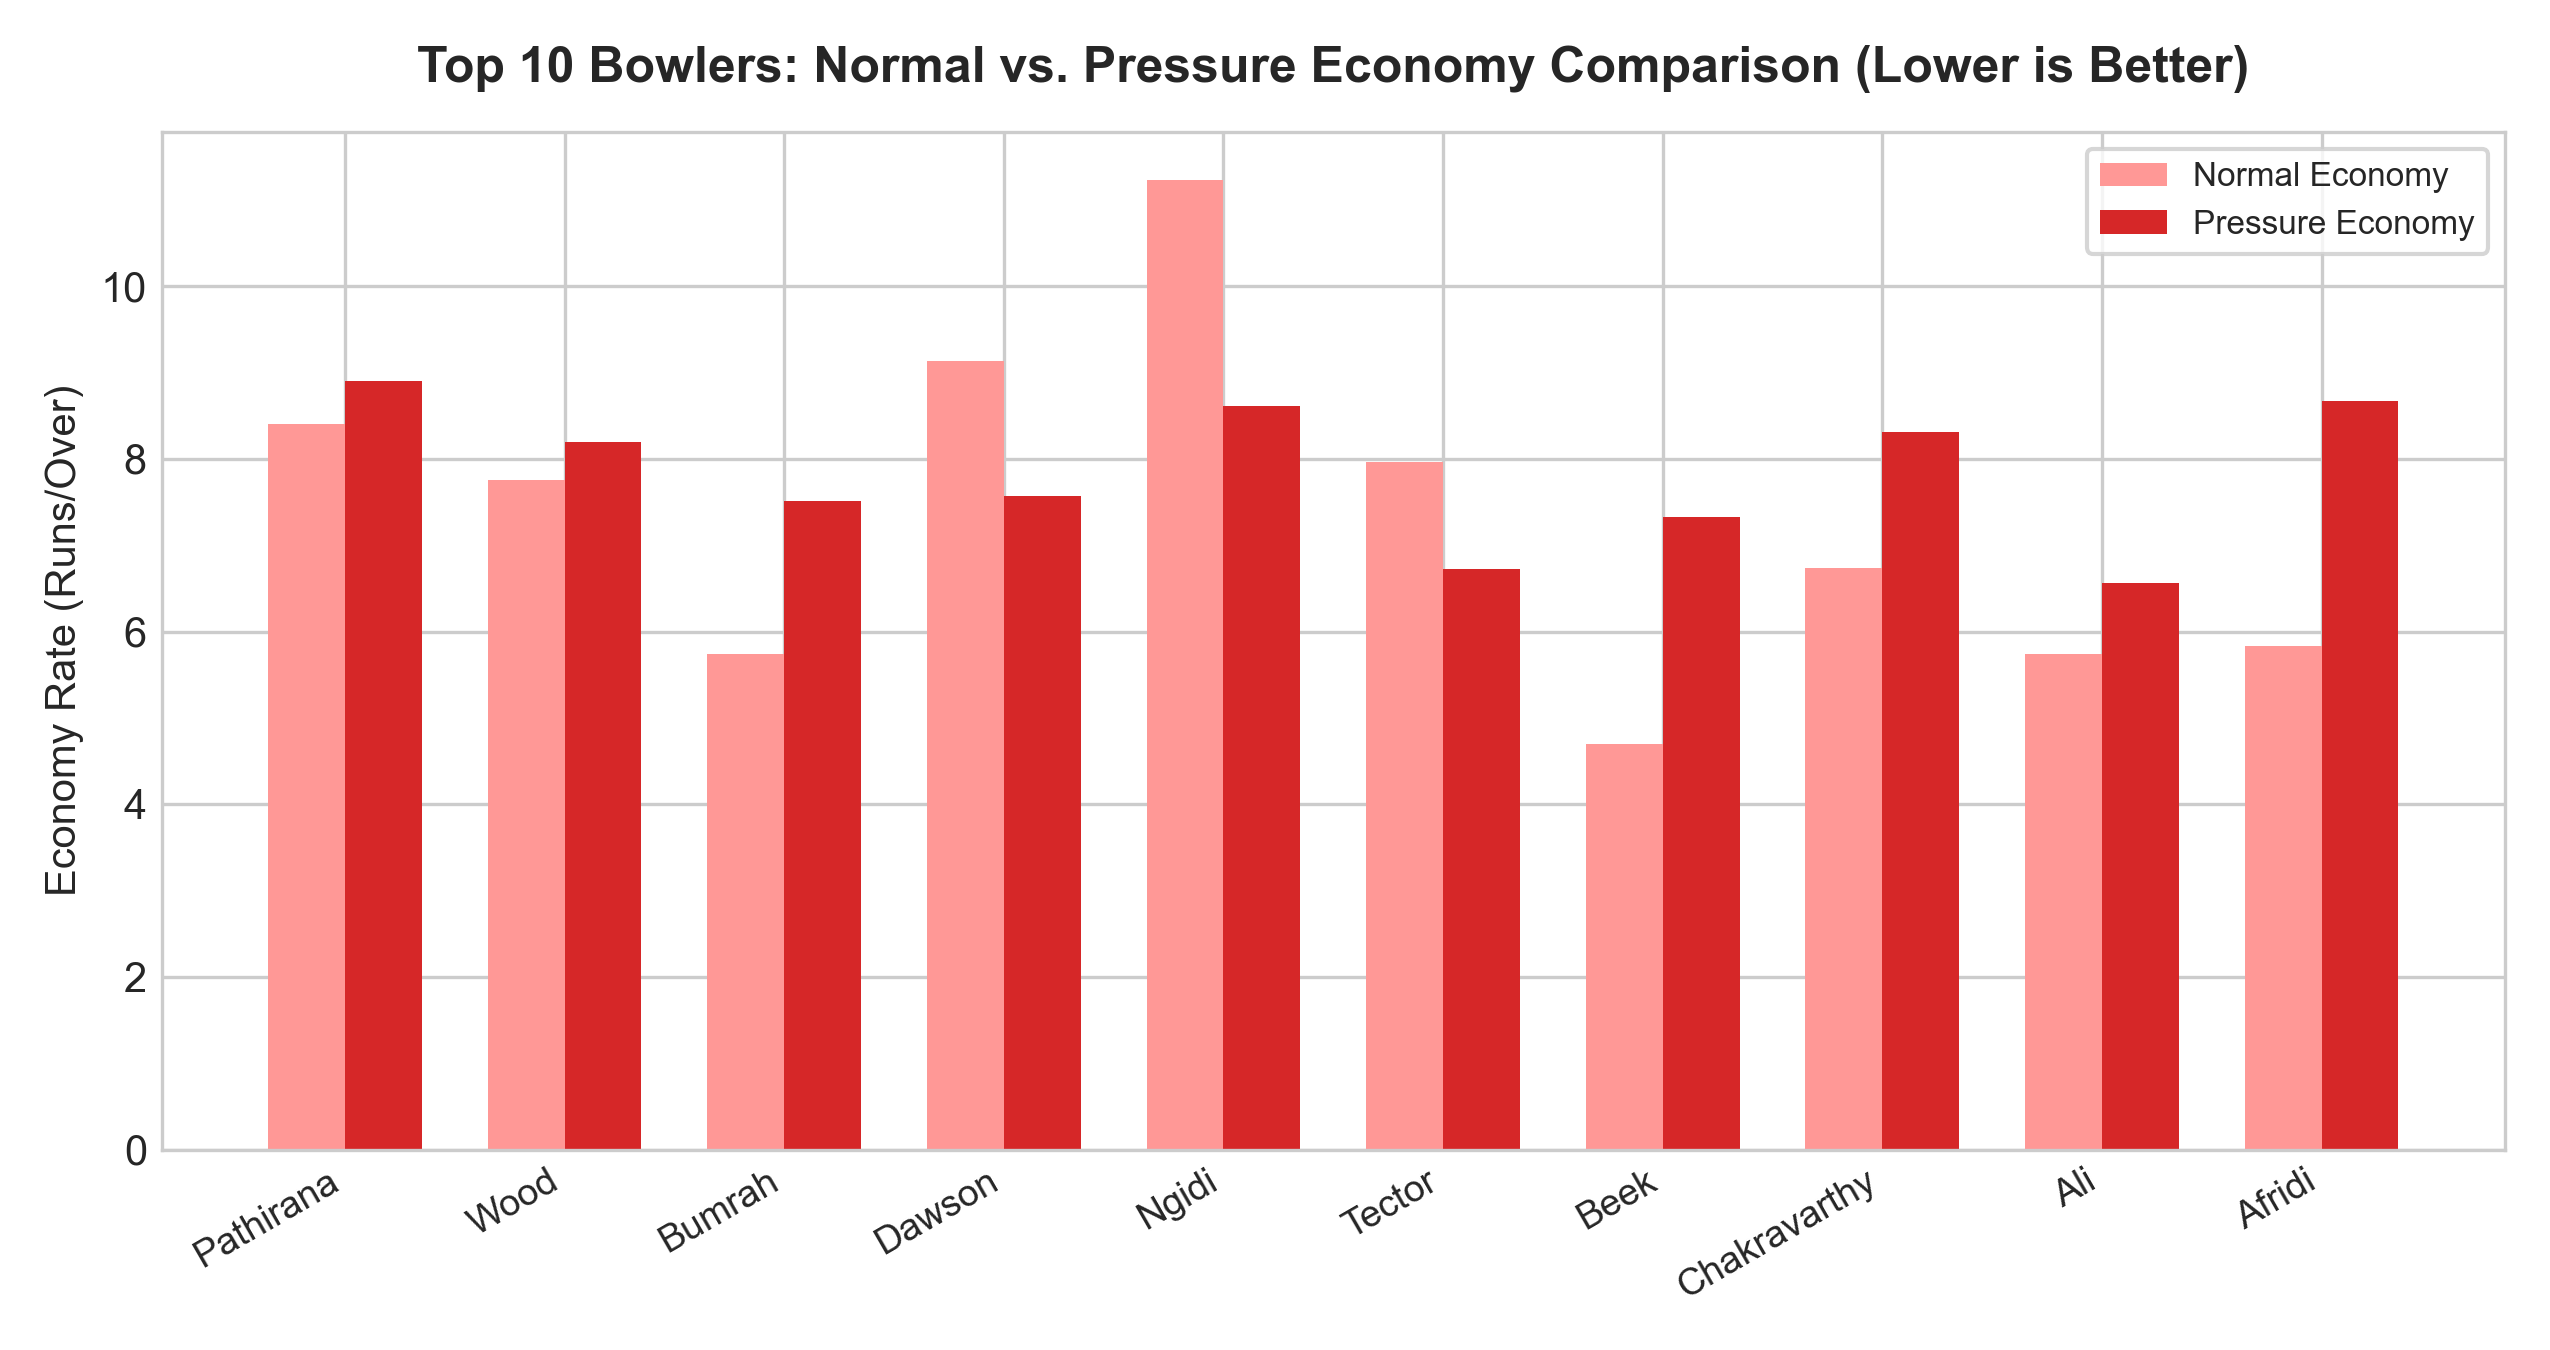 Top 10 Bowlers: Normal vs. Pressure Economy Comparison (Lower is Better)
Normal Economy
Pressure Economy
Economy Rate (Runs/Over)
10
8
6
4
2
0
Pathirana
Wood
Bumrah
Dawson
Ngidi
Tector
Beek
Chakravarthy
Ali
Afridi